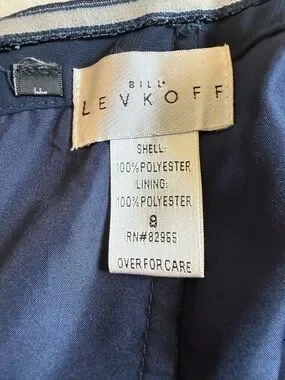 BILL
LEVKOFF
SHELL:
100% POLYESTER
LINING:
100% POLYESTER
8
RN#82955
OVER FOR CARE